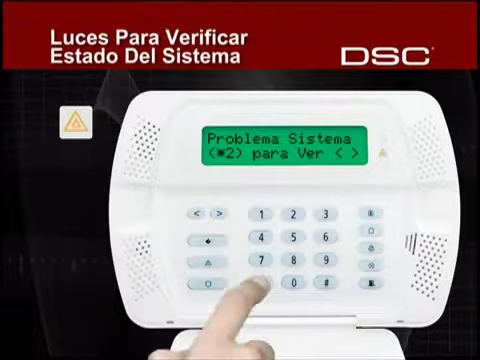 Luces Para Verificar
Estado Del Sistema
DSC
Problema Sistema
(*2) para Ver < >
< > 1 2 3
4 5 6
7 8 9
0 #